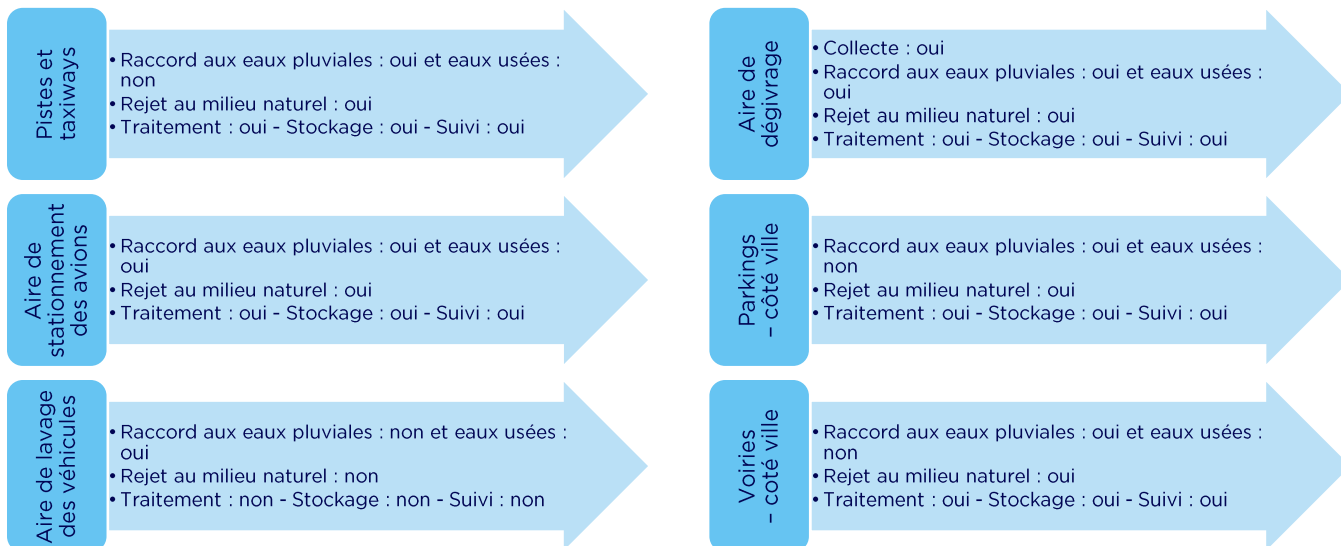 Pistes et
taxiways
• Raccord aux eaux pluviales : oui et eaux usées :
non
• Rejet au milieu naturel : oui
• Traitement : oui - Stockage : oui - Suivi : oui
Aire de
dégivrage
• Collecte : oui
• Raccord aux eaux pluviales : oui et eaux usées :
oui
• Rejet au milieu naturel : oui
• Traitement : oui - Stockage : oui - Suivi : oui
Aire de
stationnement
des avions
• Raccord aux eaux pluviales : oui et eaux usées :
oui
• Rejet au milieu naturel : oui
• Traitement : oui - Stockage : oui - Suivi : oui
Parkings
– côté ville
• Raccord aux eaux pluviales : oui et eaux usées :
non
• Rejet au milieu naturel : oui
• Traitement : oui - Stockage : oui - Suivi : oui
Aire de lavage
des véhicules
• Raccord aux eaux pluviales : non et eaux usées :
oui
• Rejet au milieu naturel : non
• Traitement : non - Stockage : non - Suivi : non
Voiries
– coté ville
• Raccord aux eaux pluviales : oui et eaux usées :
non
• Rejet au milieu naturel : oui
• Traitement : oui - Stockage : oui - Suivi : oui